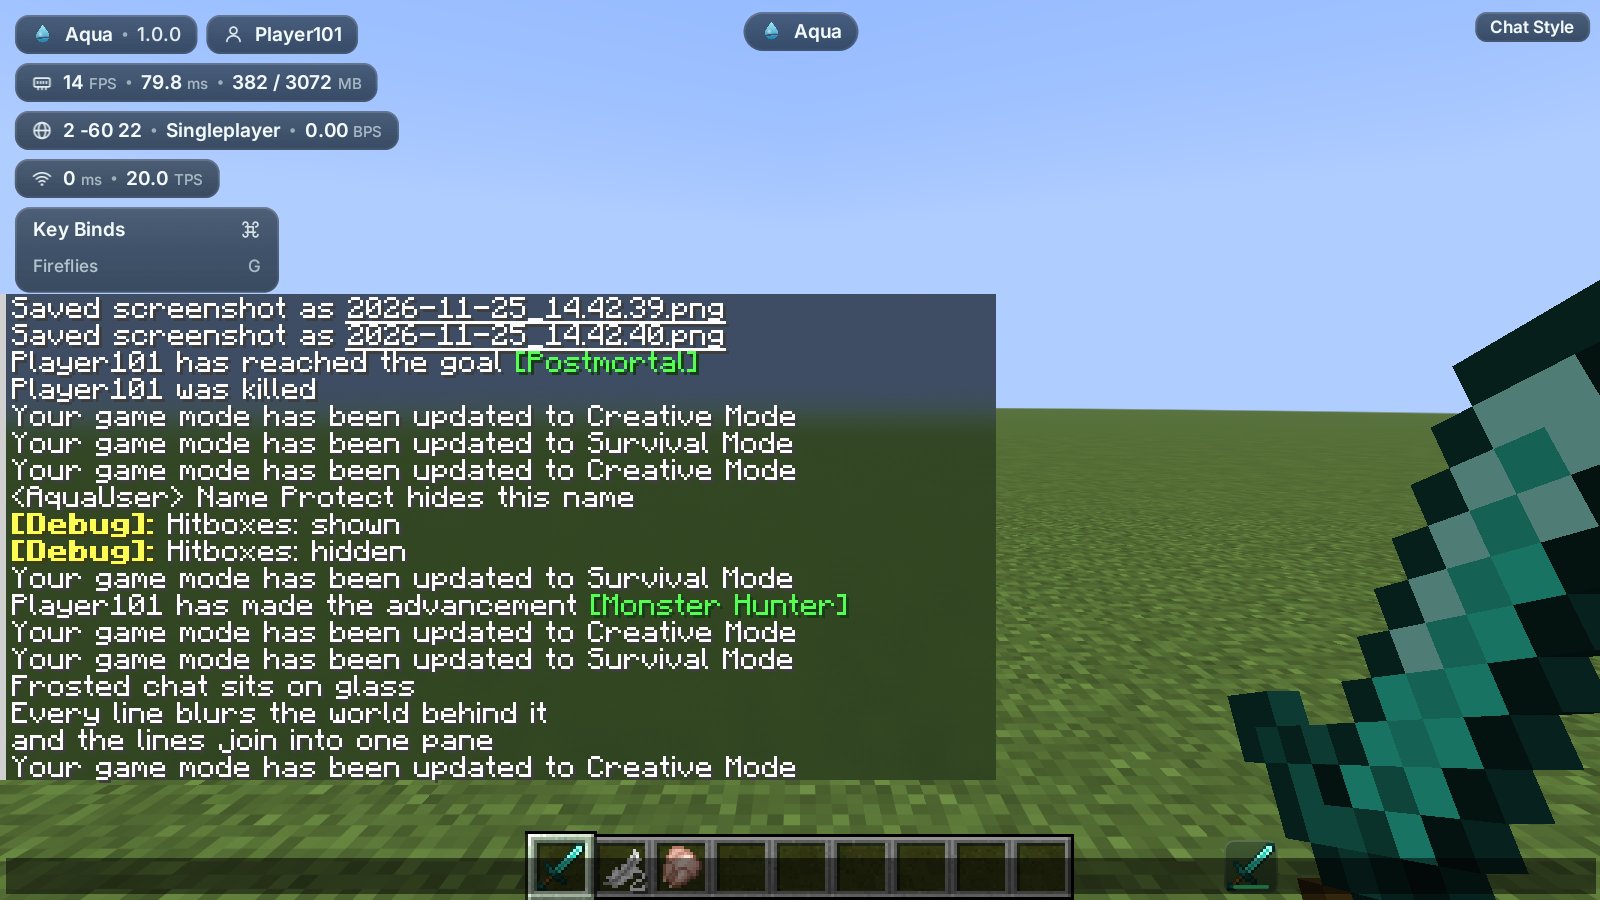 Aqua • 1.0.0
Player101
Aqua
Chat Style
14 FPS • 79.8 ms • 382 / 3072 MB
2 -60 22 • Singleplayer • 0.00 BPS
0 ms • 20.0 TPS
Key Binds
Fireflies G
Saved screenshot as 2026-11-25_14.42.39.png
Saved screenshot as 2026-11-25_14.42.40.png
Player101 has reached the goal [Postmortal]
Player101 was killed
Your game mode has been updated to Creative Mode
Your game mode has been updated to Survival Mode
Your game mode has been updated to Creative Mode
<AquaUser> Name Protect hides this name
[Debug]: Hitboxes: shown
[Debug]: Hitboxes: hidden
Your game mode has been updated to Survival Mode
Player101 has made the advancement [Monster Hunter]
Your game mode has been updated to Creative Mode
Your game mode has been updated to Survival Mode
Frosted chat sits on glass
Every line blurs the world behind it
and the lines join into one pane
Your game mode has been updated to Creative Mode